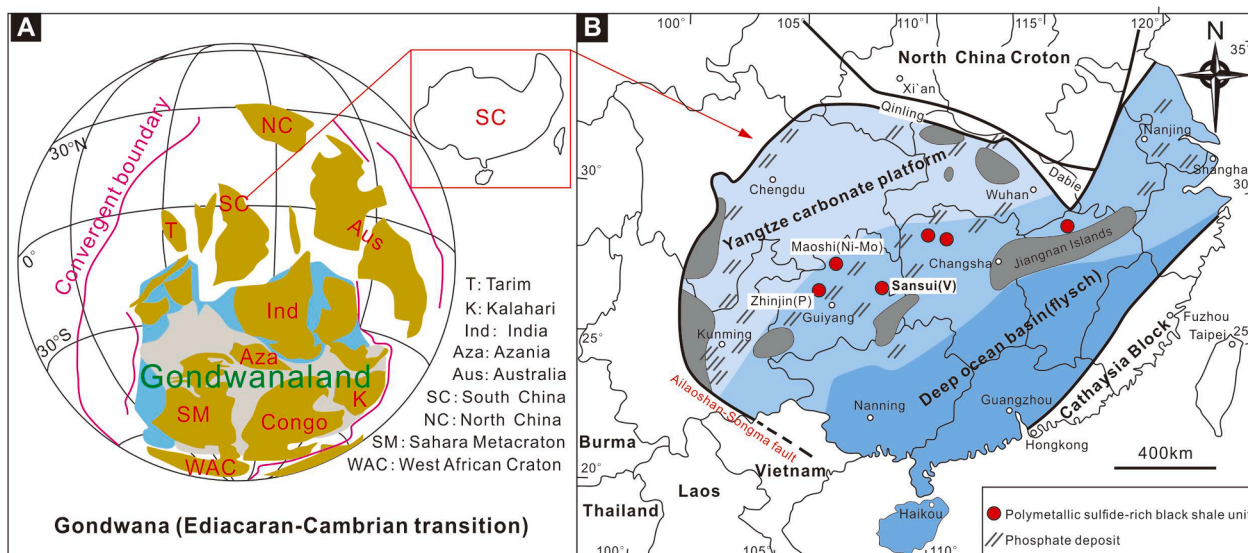 A
30°N
0°
30°S
Convergent boundary
NC
SC
T
Aus
Ind
Aza
Gondwanaland
SM
Congo
K
WAC
SC
T: Tarim
K: Kalahari
Ind: India
Aza: Azania
Aus: Australia
SC: South China
NC: North China
SM: Sahara Metacraton
WAC: West African Craton
Gondwana (Ediacaran-Cambrian transition)
B
100°
105°
110°
115°
120°
N
35°
North China Croton
Xi`an
Qinling
Nanjing
Shanghai
30°
30
Dabie
Wuhan
Chengdu
Yangtze carbonate platform
Maoshi(Ni-Mo)
Changsha
Jiangnan Islands
Sansui(V)
Zhinjin(P)
Guiyang
25°
Kunming
Deep ocean basin(flysch)
Fuzhou
Taipei
25°
Cathaysia Block
Ailaoshan-Songma fault
Nanning
Guangzhou
Hongkong
400km
Burma
20°
Vietnam
Laos
Thailand
Haikou
100°
105°
110°
Polymetallic sulfide-rich black shale unit
Phosphate deposit